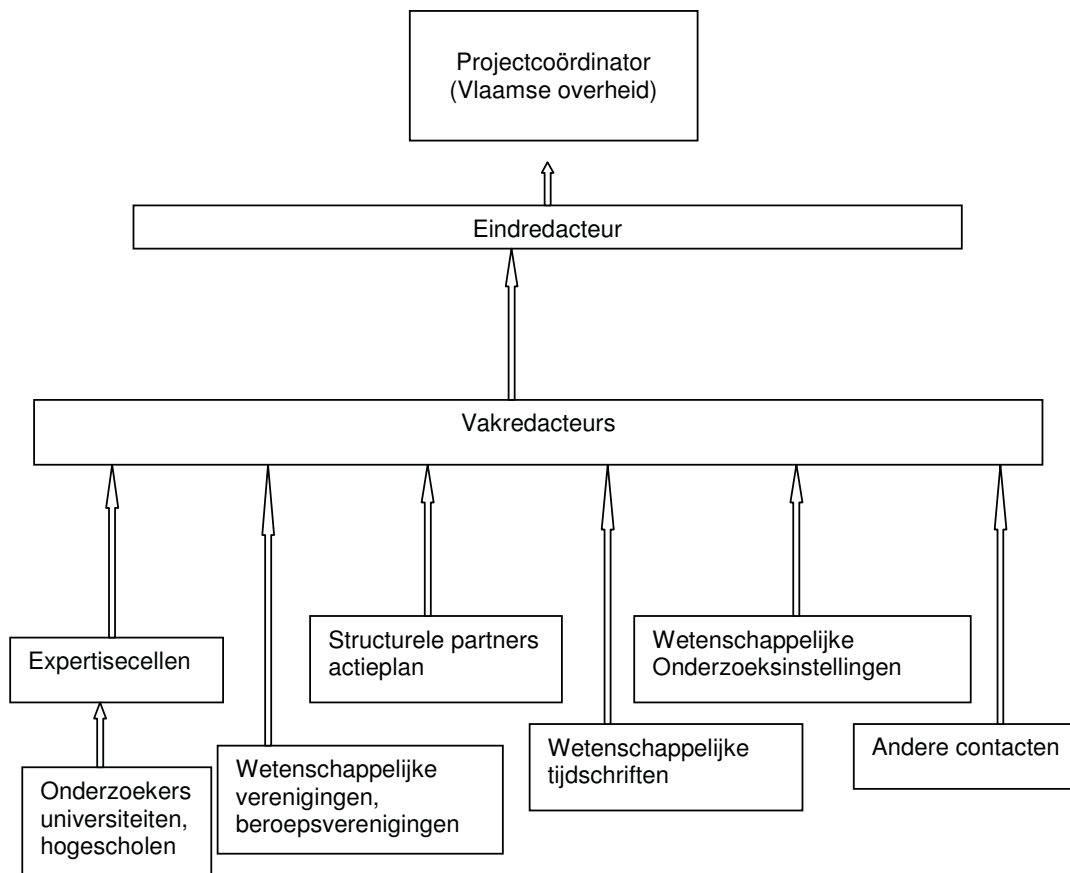 Projectcoördinator
(Vlaamse overheid)
Eindredacteur
Vakredacteurs
Expertisecellen
Structurele partners
actieplan
Wetenschappelijke
Onderzoeksinstellingen
Onderzoekers
universiteiten,
hogescholen
Wetenschappelijke
verenigingen,
beroepsverenigingen
Wetenschappelijke
tijdschriften
Andere contacten